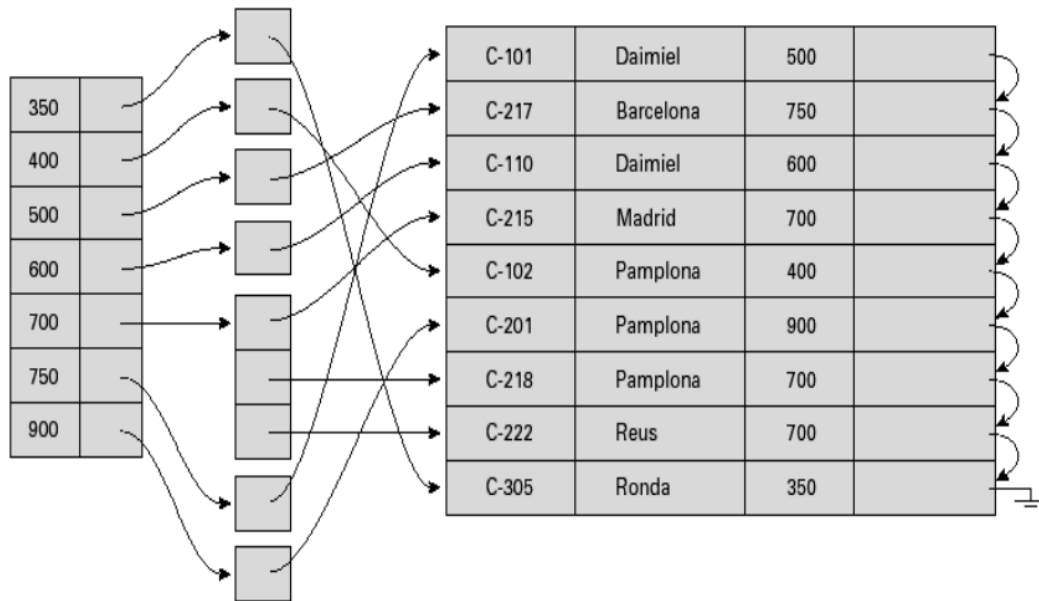 350
400
500
600
700
750
900
C-101 Daimiel 500
C-217 Barcelona 750
C-110 Daimiel 600
C-215 Madrid 700
C-102 Pamplona 400
C-201 Pamplona 900
C-218 Pamplona 700
C-222 Reus 700
C-305 Ronda 350